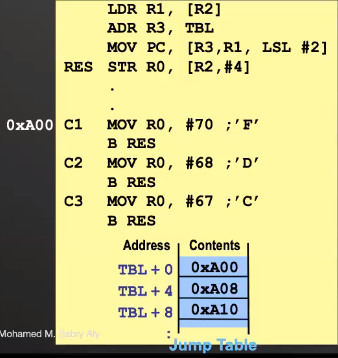 LDR R1, [R2]
ADR R3, TBL
MOV PC, [R3,R1, LSL #2]
RES STR R0, [R2,#4]
.
.
0xA00 C1 MOV R0, #70 ;'F'
B RES
C2 MOV R0, #68 ;'D'
B RES
C3 MOV R0, #67 ;'C'
B RES
Address Contents
TBL + 0 0xA00
TBL + 4 0xA08
TBL + 8 0xA10
Mohamed M. Sabry Aly :
Jump Table